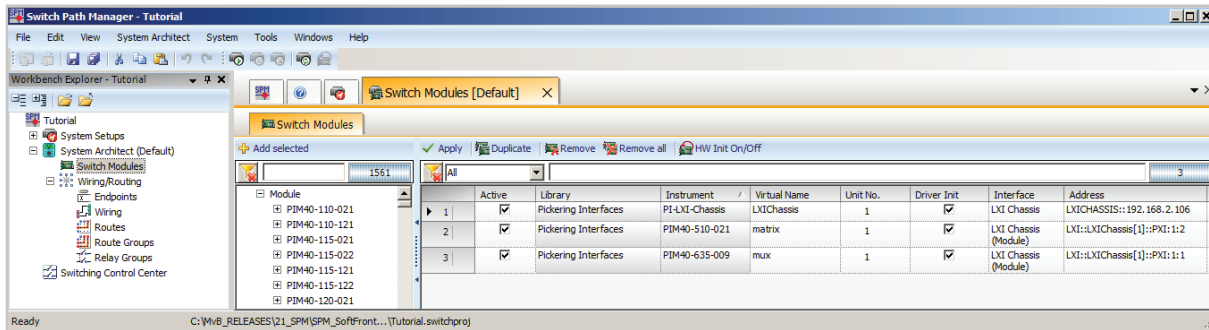 Switch Path Manager - Tutorial
File Edit View System Architect System Tools Windows Help
Workbench Explorer - Tutorial
Tutorial
System Setups
System Architect (Default)
Switch Modules
Wiring/Routing
Endpoints
Wiring
Routes
Route Groups
Relay Groups
Switching Control Center
SPM
Switch Modules [Default]
Switch Modules
Add selected
1561
Module
PIM40-110-021
PIM40-110-121
PIM40-115-021
PIM40-115-022
PIM40-115-121
PIM40-115-122
PIM40-120-021
Apply Duplicate Remove Remove all HW Init On/Off
All 3
Active Library Instrument Virtual Name Unit No. Driver Init Interface Address
1 Pickering Interfaces PI-LXI-Chassis LXIChassis 1 LXI Chassis LXICHASSIS::192.168.2.106
2 Pickering Interfaces PIM40-510-021 matrix 1 LXI Chassis (Module) LXI::LXIChassis[1]::PXI:1:2
3 Pickering Interfaces PIM40-635-009 mux 1 LXI Chassis (Module) LXI::LXIChassis[1]::PXI:1:1
Ready C:\MvB_RELEASES\21_SPM\SPM_SoftFront...\Tutorial.switchproj